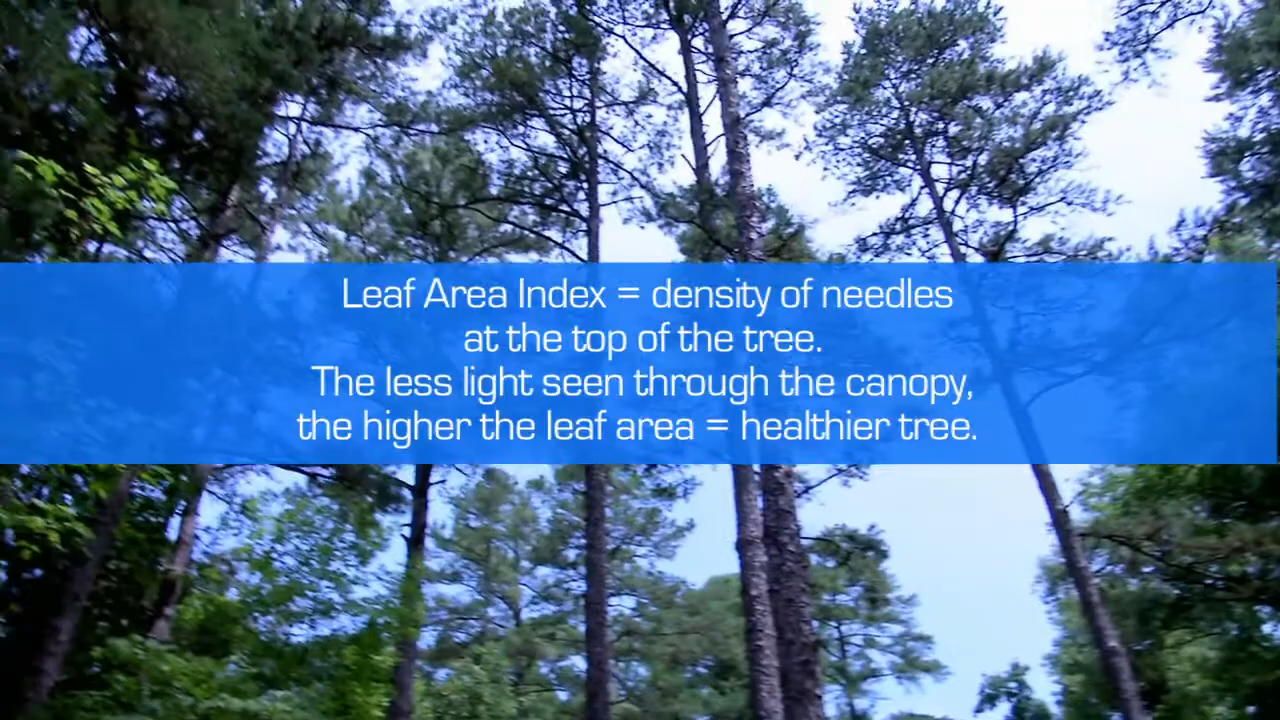 Leaf Area Index = density of needles
at the top of the tree.
The less light seen through the canopy,
the higher the leaf area = healthier tree.